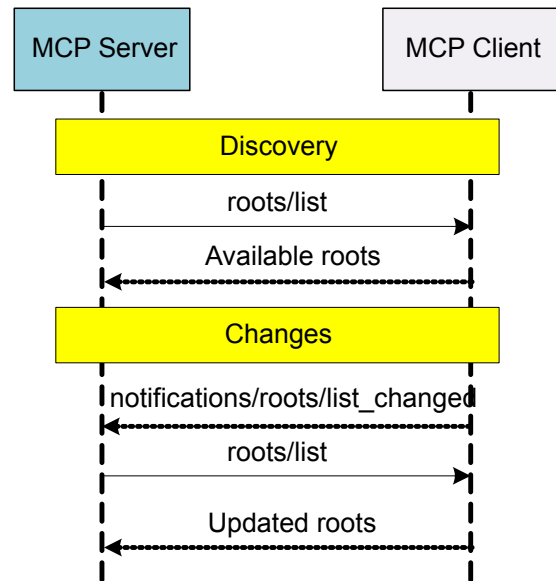 MCP Server
MCP Client
Discovery
roots/list
Available roots
Changes
notifications/roots/list_changed
roots/list
Updated roots